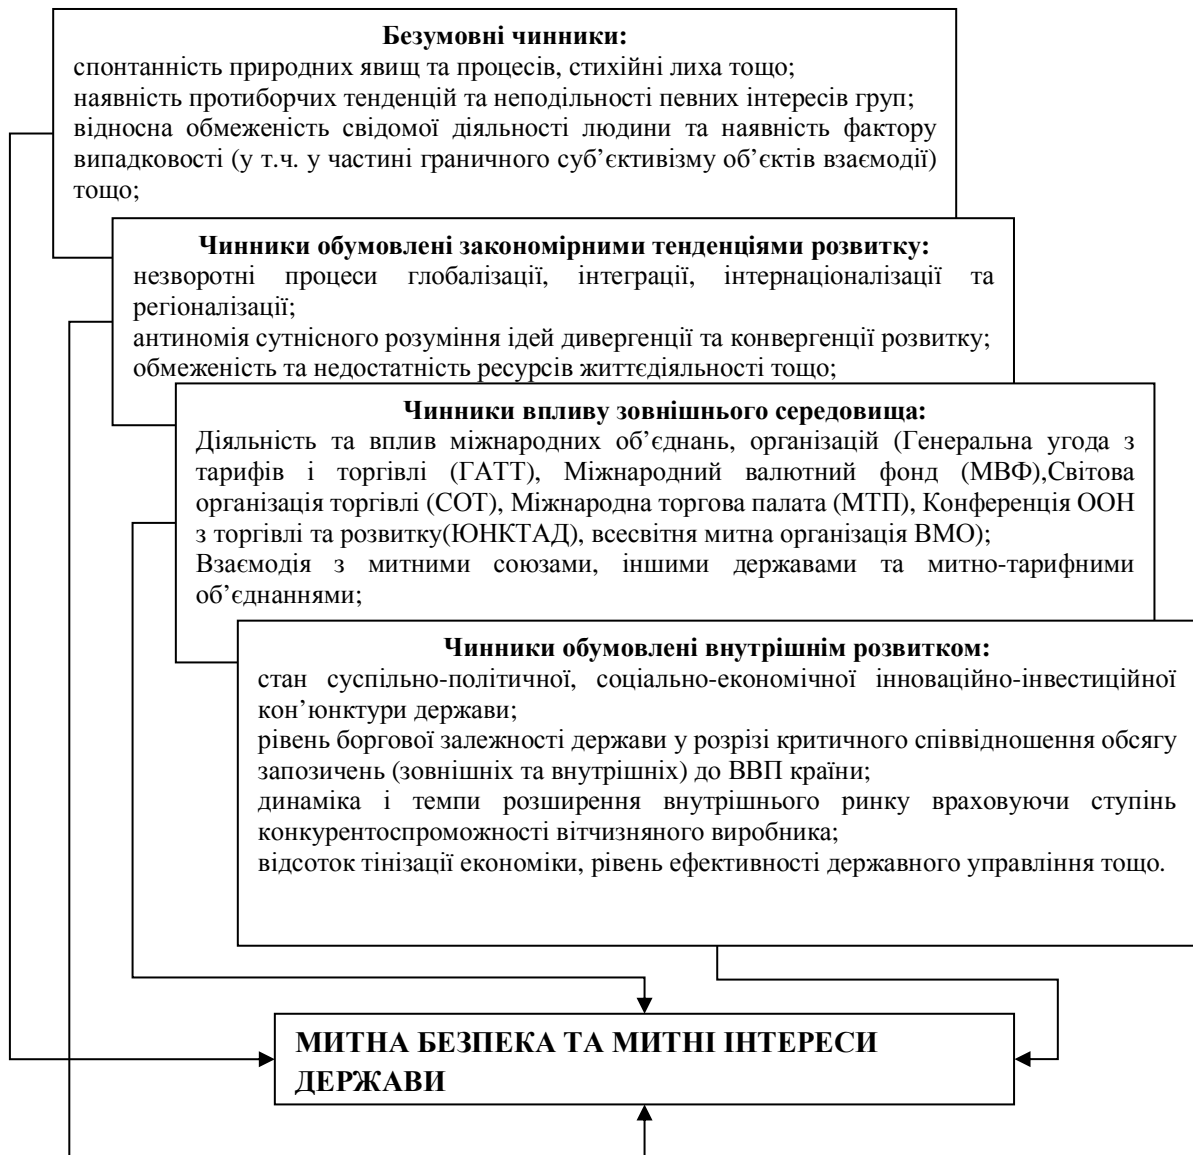 Безумовні чинники:
спонтанність природних явищ та процесів, стихійні лиха тощо;
наявність протиборчих тенденцій та неподільності певних інтересів груп;
відносна обмеженість свідомої діяльності людини та наявність фактору
випадковості (у т.ч. у частині граничного суб’єктивізму об’єктів взаємодії)
тощо;
Чинники обумовлені закономірними тенденціями розвитку:
незворотні процеси глобалізації, інтеграції, інтернаціоналізації та
регіоналізації;
антиномія сутнісного розуміння ідей дивергенції та конвергенції розвитку;
обмеженість та недостатність ресурсів життєдіяльності тощо;
Чинники впливу зовнішнього середовища:
Діяльність та вплив міжнародних об’єднань, організацій (Генеральна угода з
тарифів і торгівлі (ГАТТ), Міжнародний валютний фонд (МВФ),Світова
організація торгівлі (СОТ), Міжнародна торгова палата (МТП), Конференція ООН
з торгівлі та розвитку(ЮНКТАД), всесвітня митна організація ВМО);
Взаємодія з митними союзами, іншими державами та митно-тарифними
об’єднаннями;
Чинники обумовлені внутрішнім розвитком:
стан суспільно-політичної, соціально-економічної інноваційно-інвестиційної
кон’юнктури держави;
рівень боргової залежності держави у розрізі критичного співвідношення обсягу
запозичень (зовнішніх та внутрішніх) до ВВП країни;
динаміка і темпи розширення внутрішнього ринку враховуючи ступінь
конкурентоспроможності вітчизняного виробника;
відсоток тінізації економіки, рівень ефективності державного управління тощо.
МИТНА БЕЗПЕКА ТА МИТНІ ІНТЕРЕСИ
ДЕРЖАВИ